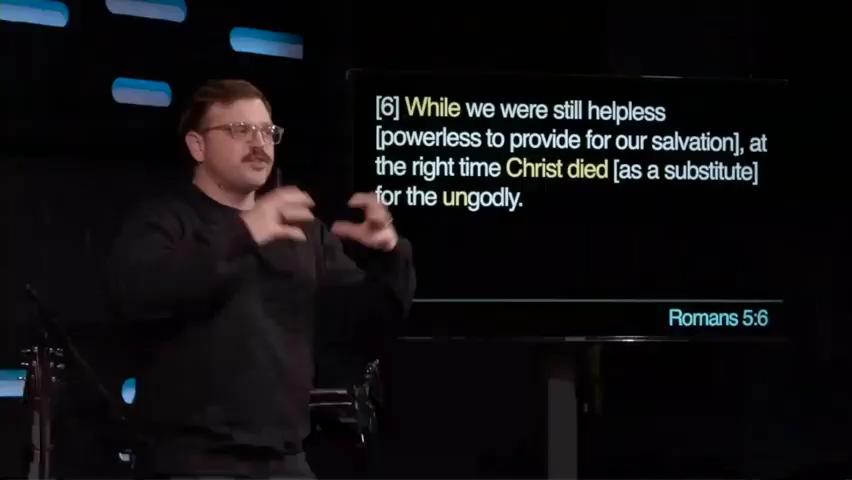 [6] While we were still helpless
[powerless to provide for our salvation], at
the right time Christ died [as a substitute]
for the ungodly.
Romans 5:6